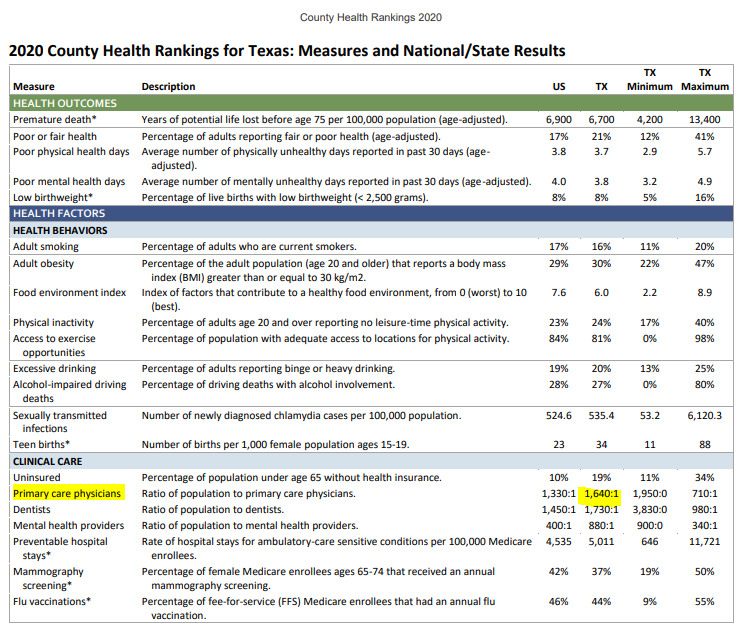 County Health Rankings 2020
2020 County Health Rankings for Texas: Measures and National/State Results
TX TX
Measure Description US TX Minimum Maximum
HEALTH OUTCOMES
Premature death* Years of potential life lost before age 75 per 100,000 population (age-adjusted). 6,900 6,700 4,200 13,400
Poor or fair health Percentage of adults reporting fair or poor health (age-adjusted). 17% 21% 12% 41%
Poor physical health days Average number of physically unhealthy days reported in past 30 days (age- 3.8 3.7 2.9 5.7
adjusted).
Poor mental health days Average number of mentally unhealthy days reported in past 30 days (age-adjusted). 4.0 3.8 3.2 4.9
Low birthweight* Percentage of live births with low birthweight (< 2,500 grams). 8% 8% 5% 16%
HEALTH FACTORS
HEALTH BEHAVIORS
Adult smoking Percentage of adults who are current smokers. 17% 16% 11% 20%
Adult obesity Percentage of the adult population (age 20 and older) that reports a body mass 29% 30% 22% 47%
index (BMI) greater than or equal to 30 kg/m2.
Food environment index Index of factors that contribute to a healthy food environment, from 0 (worst) to 10 7.6 6.0 2.2 8.9
(best).
Physical inactivity Percentage of adults age 20 and over reporting no leisure-time physical activity. 23% 24% 17% 40%
Access to exercise Percentage of population with adequate access to locations for physical activity. 84% 81% 0% 98%
opportunities
Excessive drinking Percentage of adults reporting binge or heavy drinking. 19% 20% 13% 25%
Alcohol-impaired driving Percentage of driving deaths with alcohol involvement. 28% 27% 0% 80%
deaths
Sexually transmitted Number of newly diagnosed chlamydia cases per 100,000 population. 524.6 535.4 53.2 6,120.3
infections
Teen births* Number of births per 1,000 female population ages 15-19. 23 34 11 88
CLINICAL CARE
Uninsured Percentage of population under age 65 without health insurance. 10% 19% 11% 34%
Primary care physicians Ratio of population to primary care physicians. 1,330:1 1,640:1 1,950:0 710:1
Dentists Ratio of population to dentists. 1,450:1 1,730:1 3,830:0 980:1
Mental health providers Ratio of population to mental health providers. 400:1 880:1 900:0 340:1
Preventable hospital Rate of hospital stays for ambulatory-care sensitive conditions per 100,000 Medicare 4,535 5,011 646 11,721
stays* enrollees.
Mammography Percentage of female Medicare enrollees ages 65-74 that received an annual 42% 37% 19% 50%
screening* mammography screening.
Flu vaccinations* Percentage of fee-for-service (FFS) Medicare enrollees that had an annual flu 46% 44% 9% 55%
vaccination.